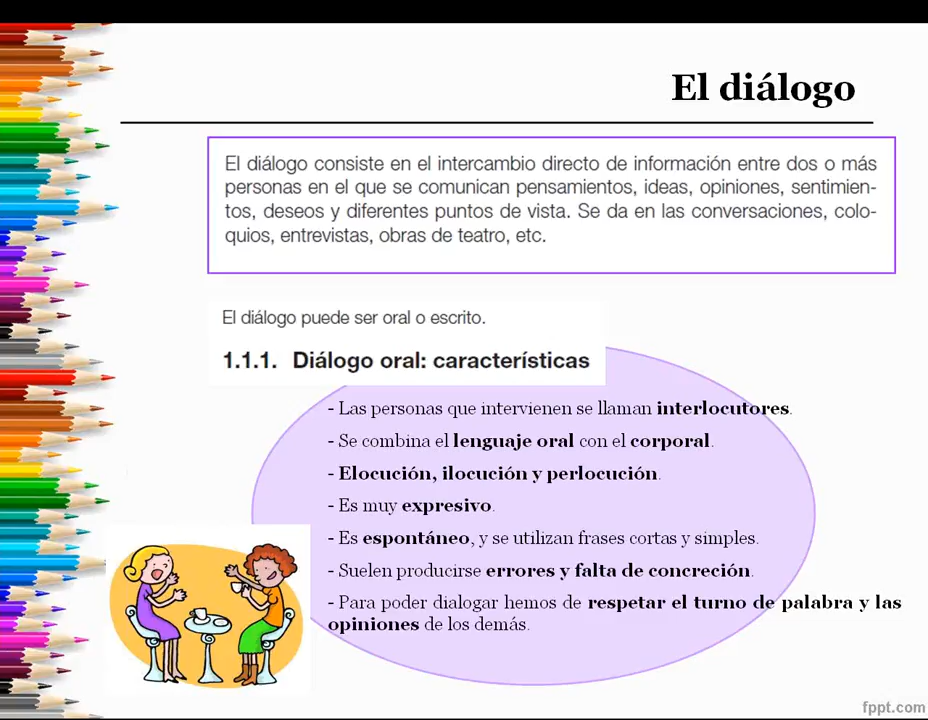 El diálogo
El diálogo consiste en el intercambio directo de información entre dos o más
personas en el que se comunican pensamientos, ideas, opiniones, sentimien-
tos, deseos y diferentes puntos de vista. Se da en las conversaciones, colo-
quios, entrevistas, obras de teatro, etc.
El diálogo puede ser oral o escrito.
1.1.1. Diálogo oral: características
- Las personas que intervienen se llaman interlocutores.
- Se combina el lenguaje oral con el corporal.
- Elocución, ilocución y perlocución.
- Es muy expresivo.
- Es espontáneo, y se utilizan frases cortas y simples.
- Suelen producirse errores y falta de concreción.
- Para poder dialogar hemos de respetar el turno de palabra y las
opiniones de los demás.
fppt.com